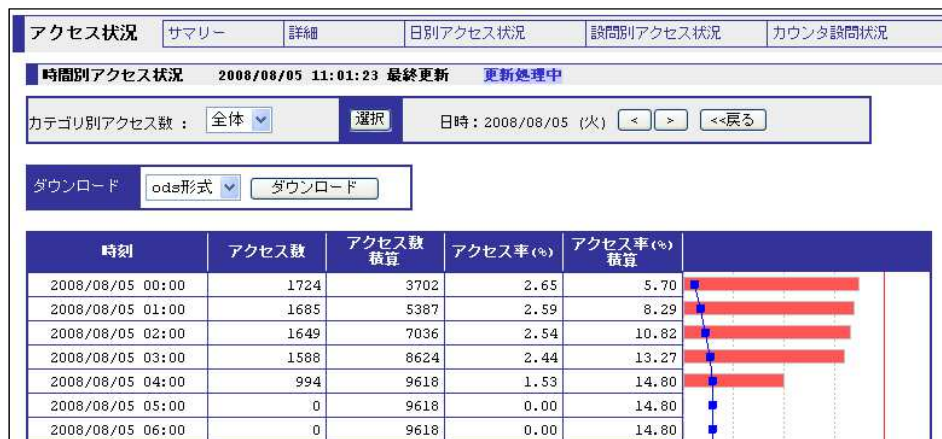 アクセス状況 サマリー 詳細 日別アクセス状況 設問別アクセス状況 カウンタ設問状況
時間別アクセス状況 2008/08/05 11:01:23 最終更新 更新処理中
カテゴリ別アクセス数 : 全体 選択 日時:2008/08/05 (火) < > <<戻る
ダウンロード ods形式 ダウンロード
時刻 アクセス数 アクセス数積算 アクセス率(%) アクセス率(%)積算
2008/08/05 00:00 1724 3702 2.65 5.70
2008/08/05 01:00 1685 5387 2.59 8.29
2008/08/05 02:00 1649 7036 2.54 10.82
2008/08/05 03:00 1588 8624 2.44 13.27
2008/08/05 04:00 994 9618 1.53 14.80
2008/08/05 05:00 0 9618 0.00 14.80
2008/08/05 06:00 0 9618 0.00 14.80